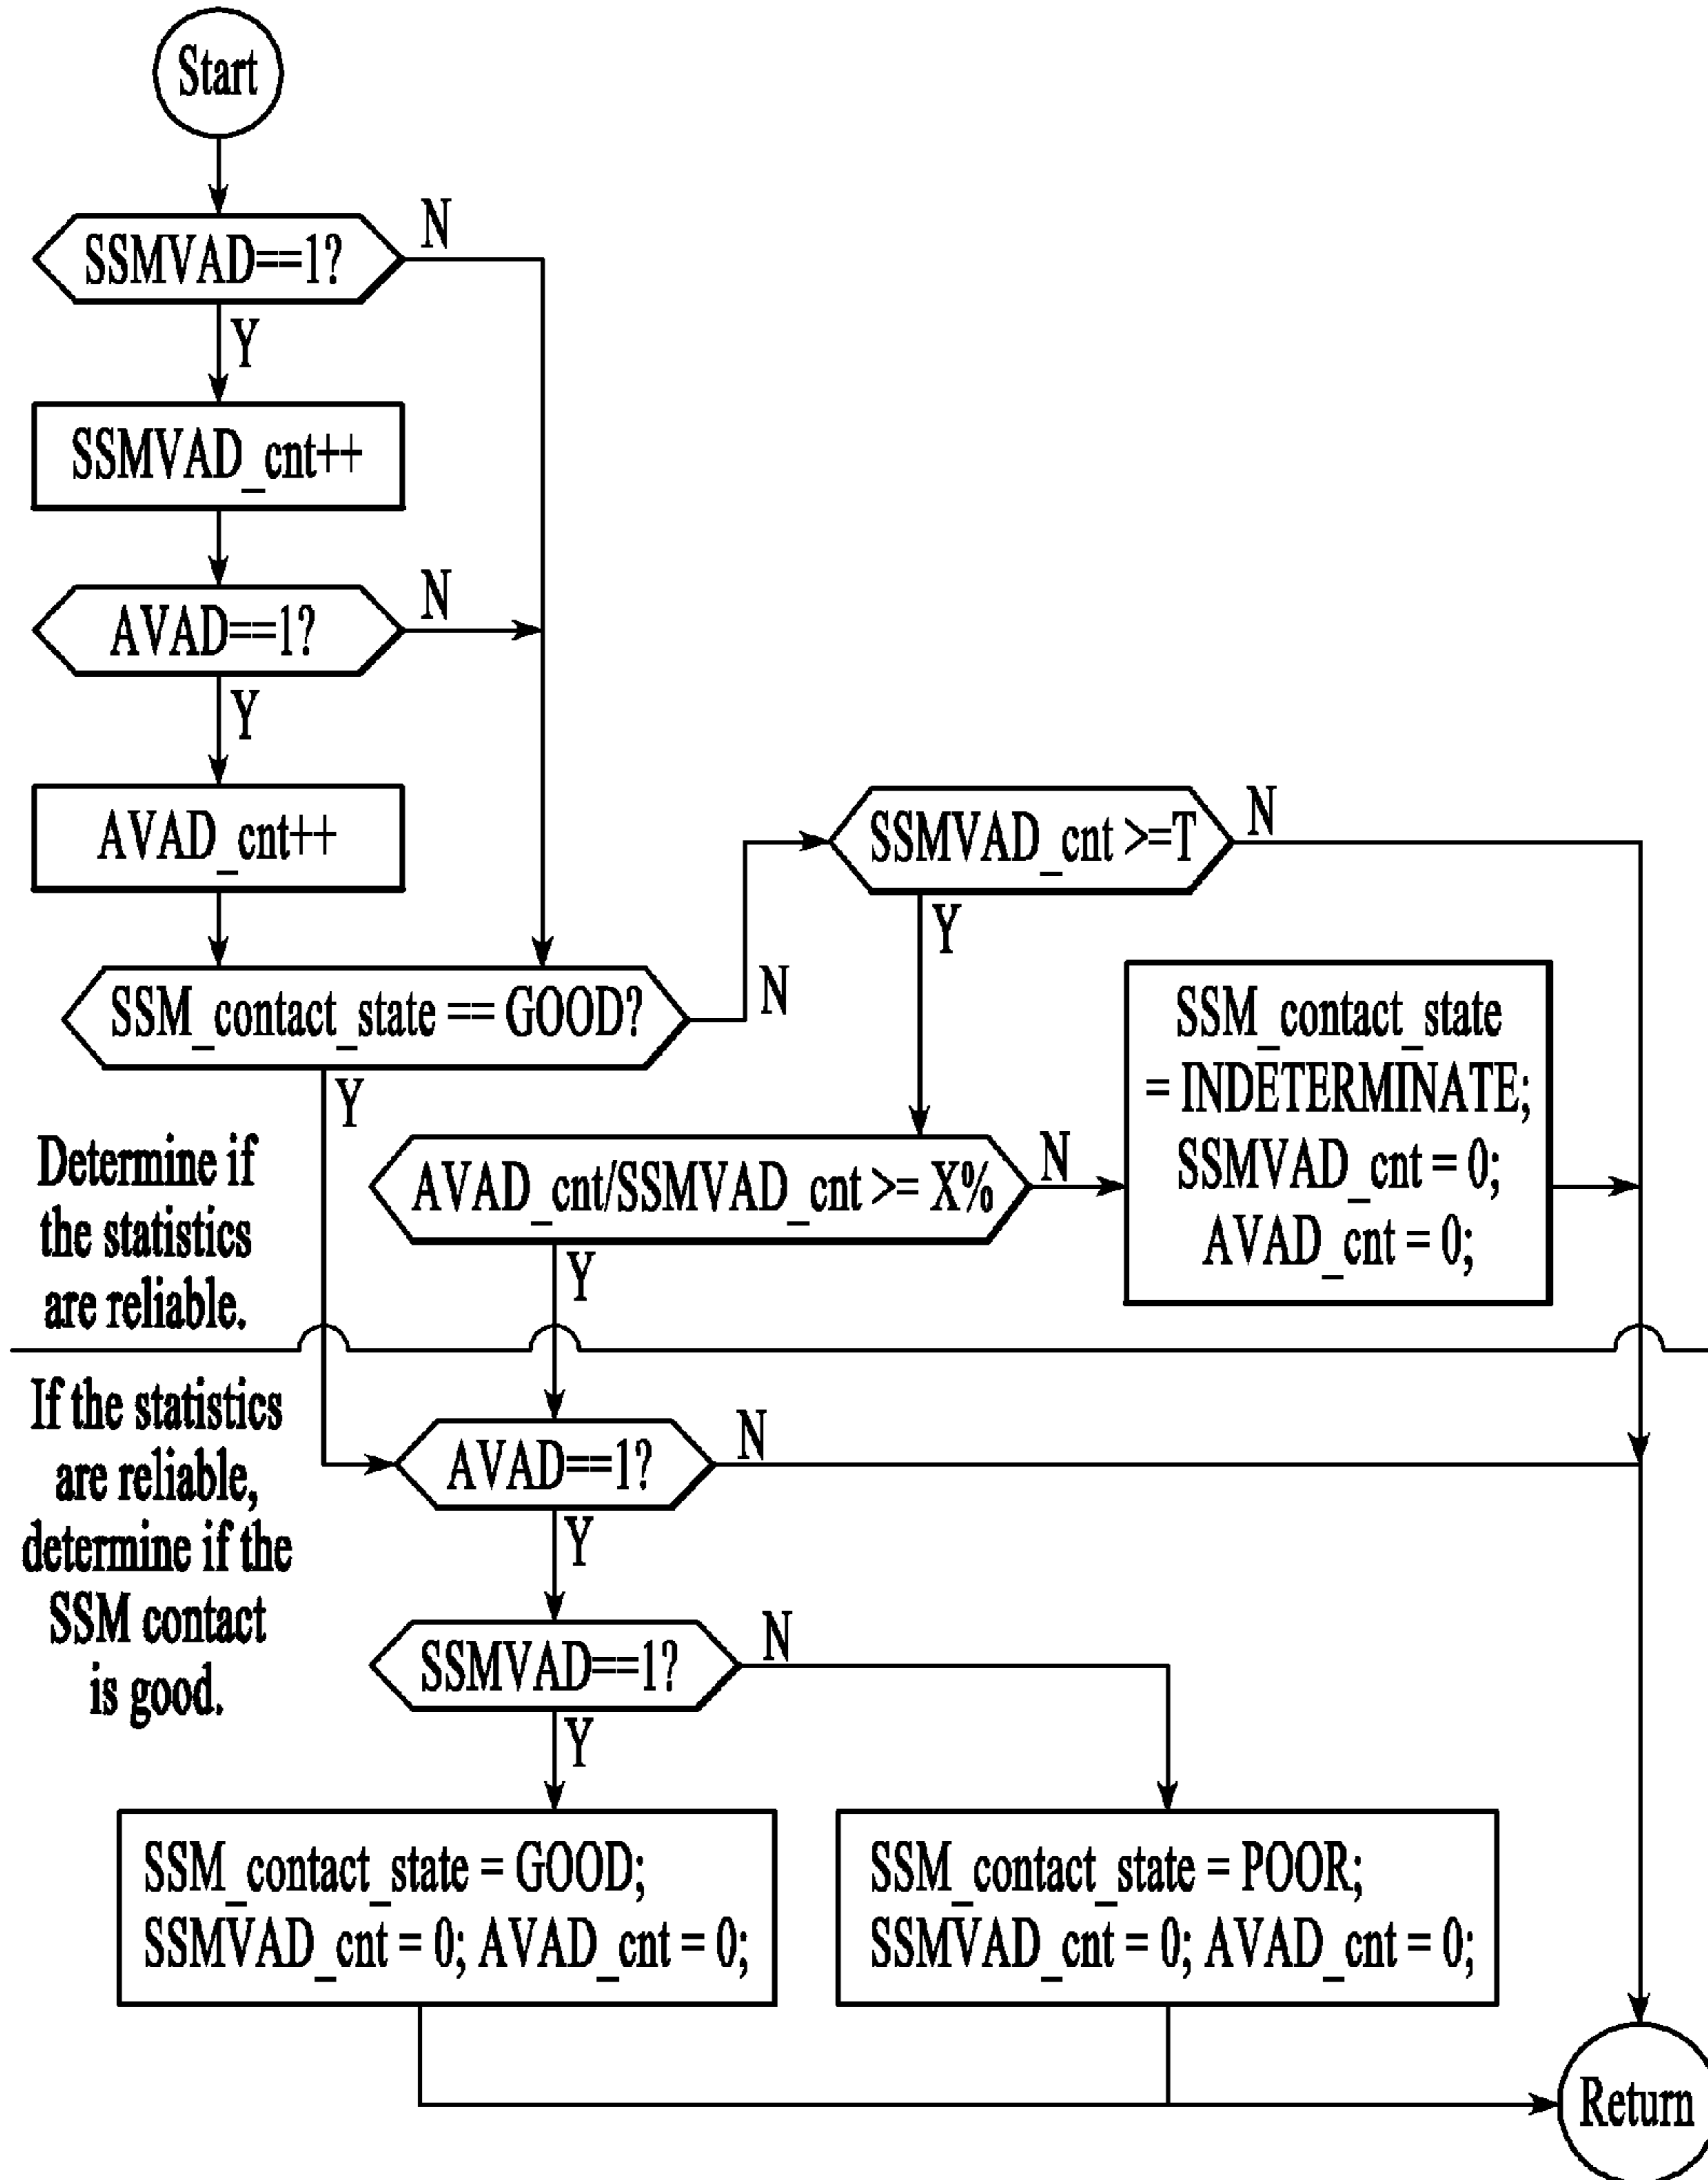 Start
SSMVAD==1?
N
Y
SSMVAD_cnt++
AVAD==1?
N
Y
AVAD_cnt++
SSMVAD_cnt >=T
N
Y
SSM_contact_state == GOOD?
N
Y
SSM_contact_state
= INDETERMINATE;
SSMVAD_cnt = 0;
AVAD_cnt = 0;
AVAD_cnt/SSMVAD_cnt >= X%
N
Y
Determine if
the statistics
are reliable.
If the statistics
are reliable,
determine if the
SSM contact
is good.
AVAD==1?
N
Y
SSMVAD==1?
N
Y
SSM_contact_state = GOOD;
SSMVAD_cnt = 0; AVAD_cnt = 0;
SSM_contact_state = POOR;
SSMVAD_cnt = 0; AVAD_cnt = 0;
Return